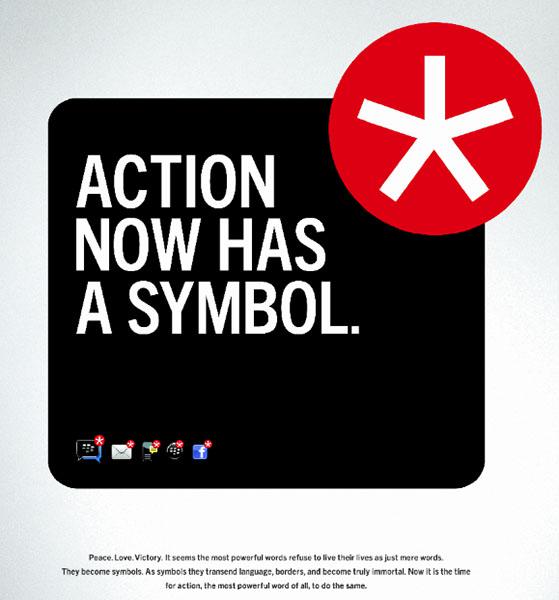 ACTION
NOW HAS
A SYMBOL.
Peace. Love. Victory. It seems the most powerful words refuse to live their lives as just mere words.
They become symbols. As symbols they transend language, borders, and become truly immortal. Now it is the time
for action, the most powerful word of all, to do the same.